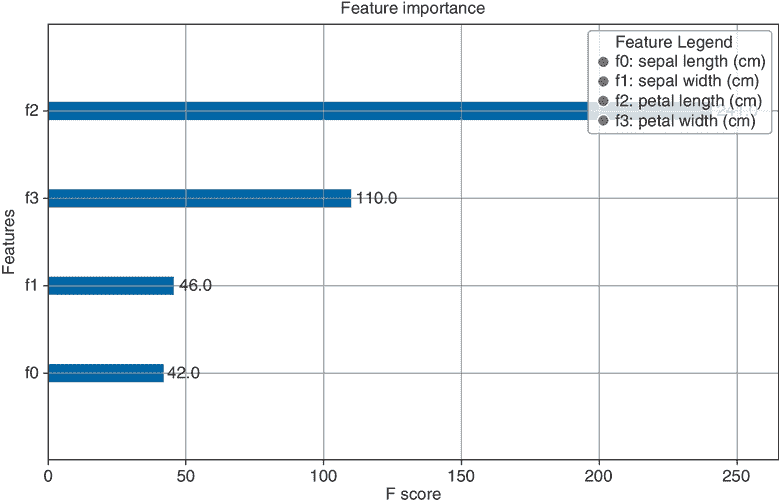 Feature importance
Feature Legend
f0: sepal length (cm)
f1: sepal width (cm)
f2: petal length (cm)
f3: petal width (cm)
f2
f3
110.0
f1
46.0
f0
42.0
Features
0 50 100 150 200 250
F score